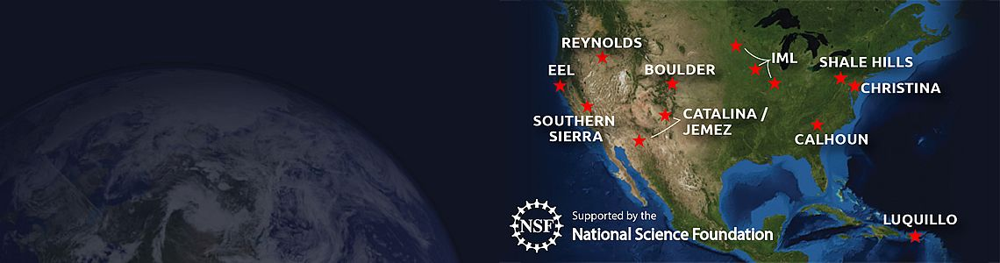 REYNOLDS
IML
EEL
BOULDER
SHALE HILLS
CHRISTINA
SOUTHERN
SIERRA
CATALINA /
JEMEZ
CALHOUN
LUQUILLO
NSF
Supported by the
National Science Foundation